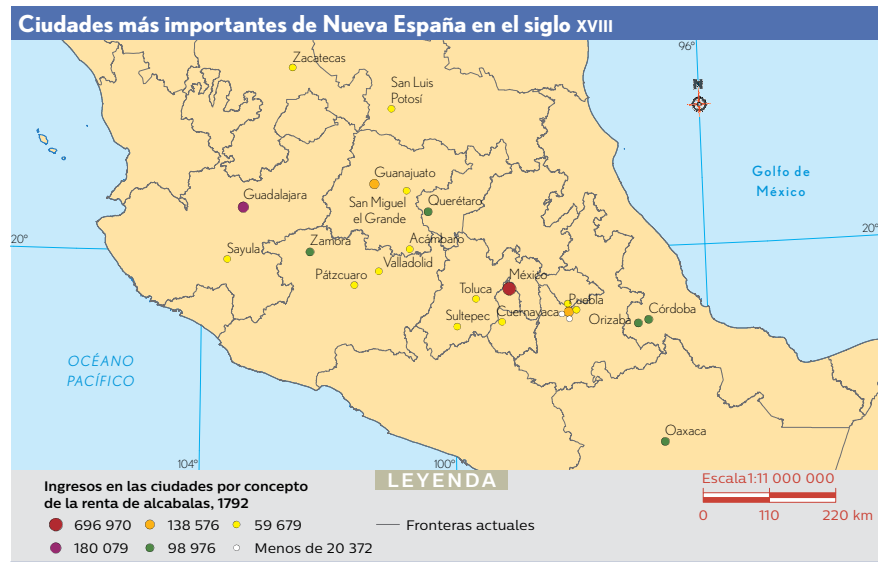 Ciudades más importantes de Nueva España en el siglo XVIII
96°
Zacatecas
N
San Luis
Potosí
Golfo de
México
Guanajuato
Guadalajara
San Miguel
el Grande
Querétaro
20°
20°
Sayula
Zamora
Acámbaro
Valladolid
Pátzcuaro
México
Toluca
Puebla
Sultepec
Cuernavaca
Orizaba
Córdoba
OCÉANO
PACÍFICO
Oaxaca
104°
100°
LEYENDA
Ingresos en las ciudades por concepto
de la renta de alcabalas, 1792
696 970
138 576
59 679
Fronteras actuales
180 079
98 976
Menos de 20 372
Escala1:11 000 000
0
110
220 km